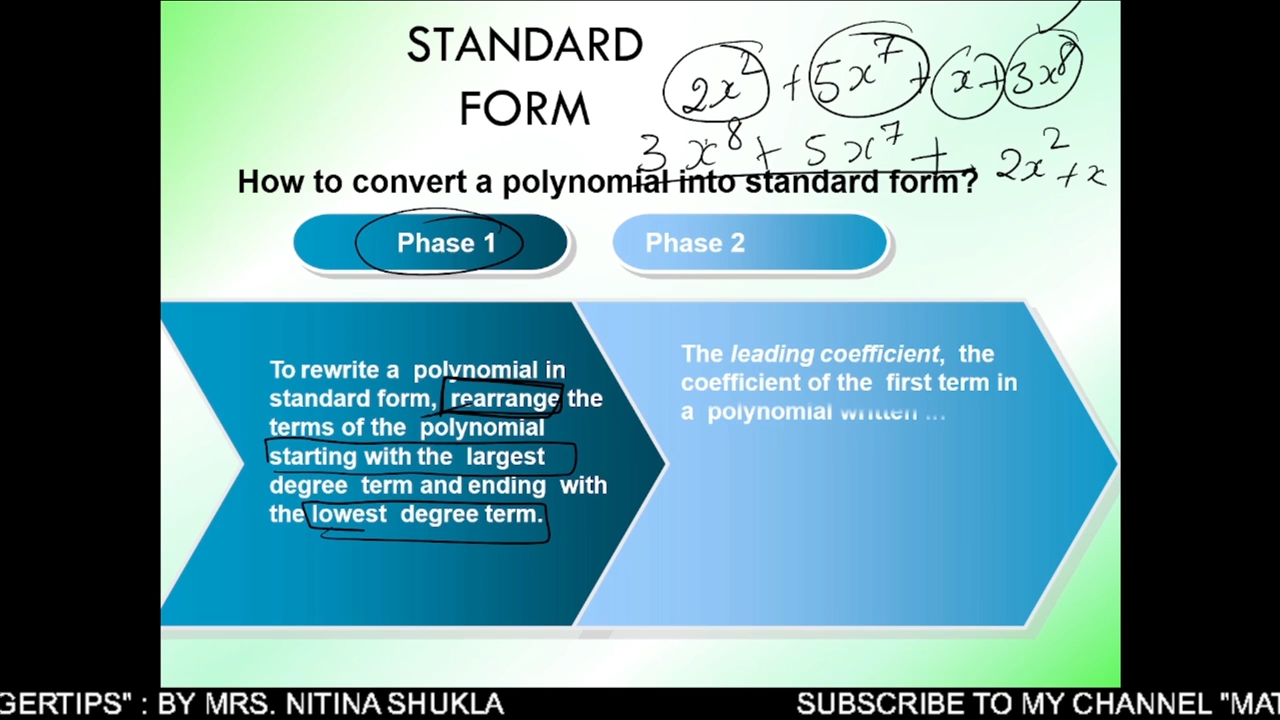 STANDARD
FORM
2x² + 5x⁷ + x + 3x⁸
3x⁸ + 5x⁷ + 2x² + x
How to convert a polynomial into standard form?
Phase 1
Phase 2
To rewrite a polynomial in
standard form, rearrange the
terms of the polynomial
starting with the largest
degree term and ending with
the lowest degree term.
The leading coefficient, the
coefficient of the first term in
a polynomial written ...
GERTIPS" : BY MRS. NITINA SHUKLA
SUBSCRIBE TO MY CHANNEL "MAT